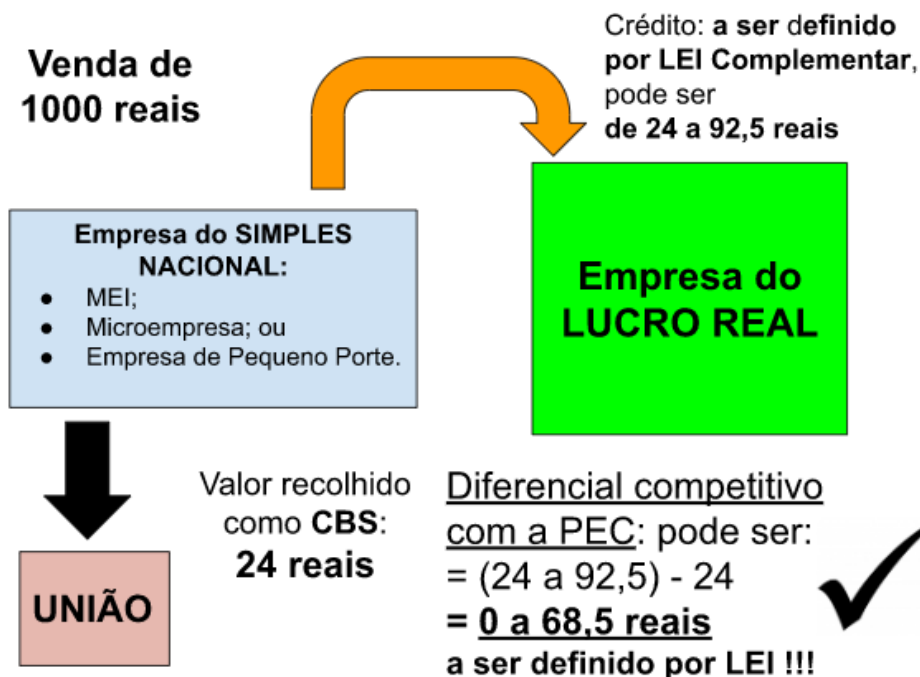 Venda de
1000 reais
Crédito: a ser definido
por LEI Complementar,
pode ser
de 24 a 92,5 reais
Empresa do SIMPLES
NACIONAL:
● MEI;
● Microempresa; ou
● Empresa de Pequeno Porte.
Empresa do
LUCRO REAL
Valor recolhido
como CBS:
24 reais
UNIÃO
Diferencial competitivo
com a PEC: pode ser:
= (24 a 92,5) - 24
= 0 a 68,5 reais
a ser definido por LEI !!!